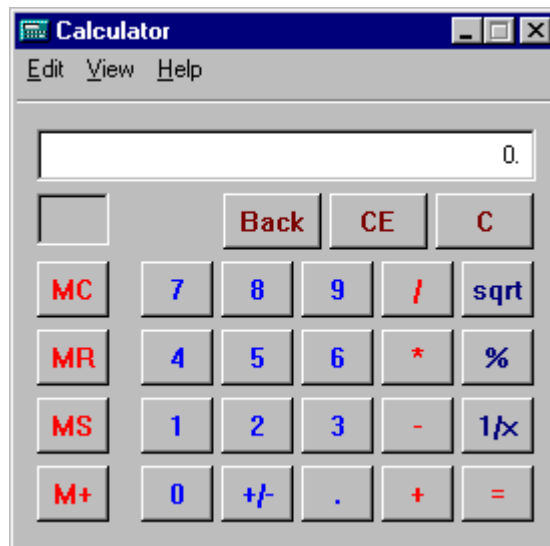 Calculator
Edit View Help
0.
Back CE C
MC 7 8 9 / sqrt
MR 4 5 6 * %
MS 1 2 3 - 1/x
M+ 0 +/- . + =